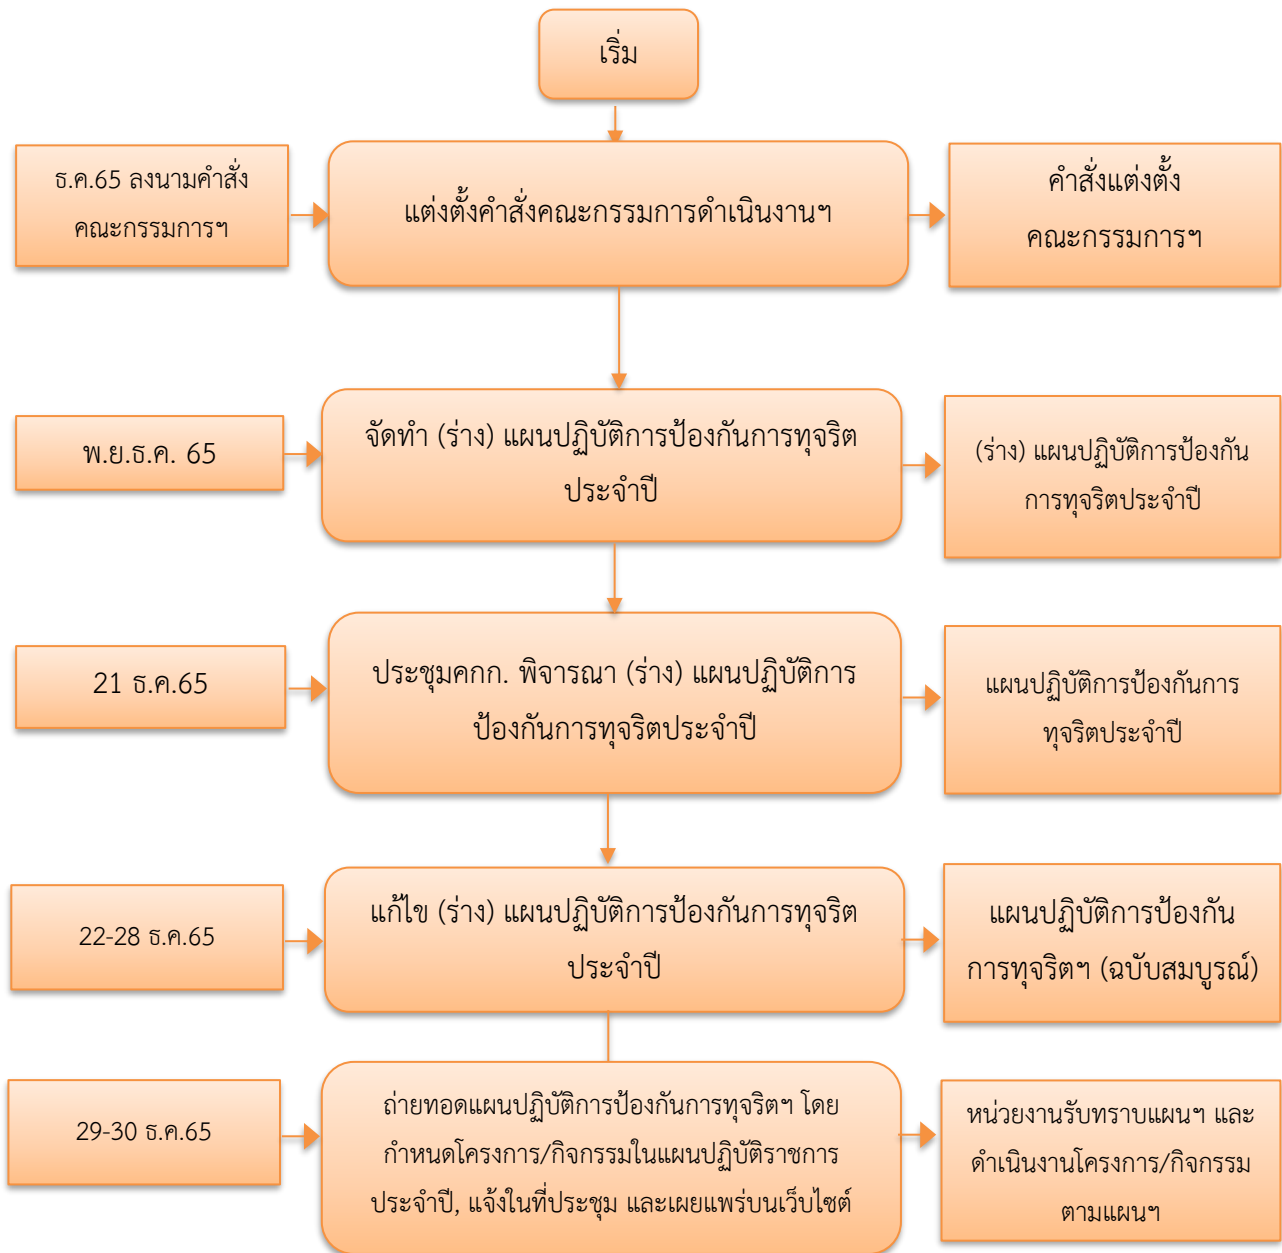 เริ่ม
ธ.ค.65 ลงนามคำสั่ง
คณะกรรมการฯ
แต่งตั้งคำสั่งคณะกรรมการดำเนินงานฯ
คำสั่งแต่งตั้ง
คณะกรรมการฯ
พ.ย.ธ.ค. 65
จัดทำ (ร่าง) แผนปฏิบัติการป้องกันการทุจริต
ประจำปี
(ร่าง) แผนปฏิบัติการป้องกัน
การทุจริตประจำปี
21 ธ.ค.65
ประชุมคกก. พิจารณา (ร่าง) แผนปฏิบัติการ
ป้องกันการทุจริตประจำปี
แผนปฏิบัติการป้องกันการ
ทุจริตประจำปี
22-28 ธ.ค.65
แก้ไข (ร่าง) แผนปฏิบัติการป้องกันการทุจริต
ประจำปี
แผนปฏิบัติการป้องกัน
การทุจริตฯ (ฉบับสมบูรณ์)
29-30 ธ.ค.65
ถ่ายทอดแผนปฏิบัติการป้องกันการทุจริตฯ โดย
กำหนดโครงการ/กิจกรรมในแผนปฏิบัติราชการ
ประจำปี, แจ้งในที่ประชุม และเผยแพร่บนเว็บไซต์
หน่วยงานรับทราบแผนฯ และ
ดำเนินงานโครงการ/กิจกรรม
ตามแผนฯ